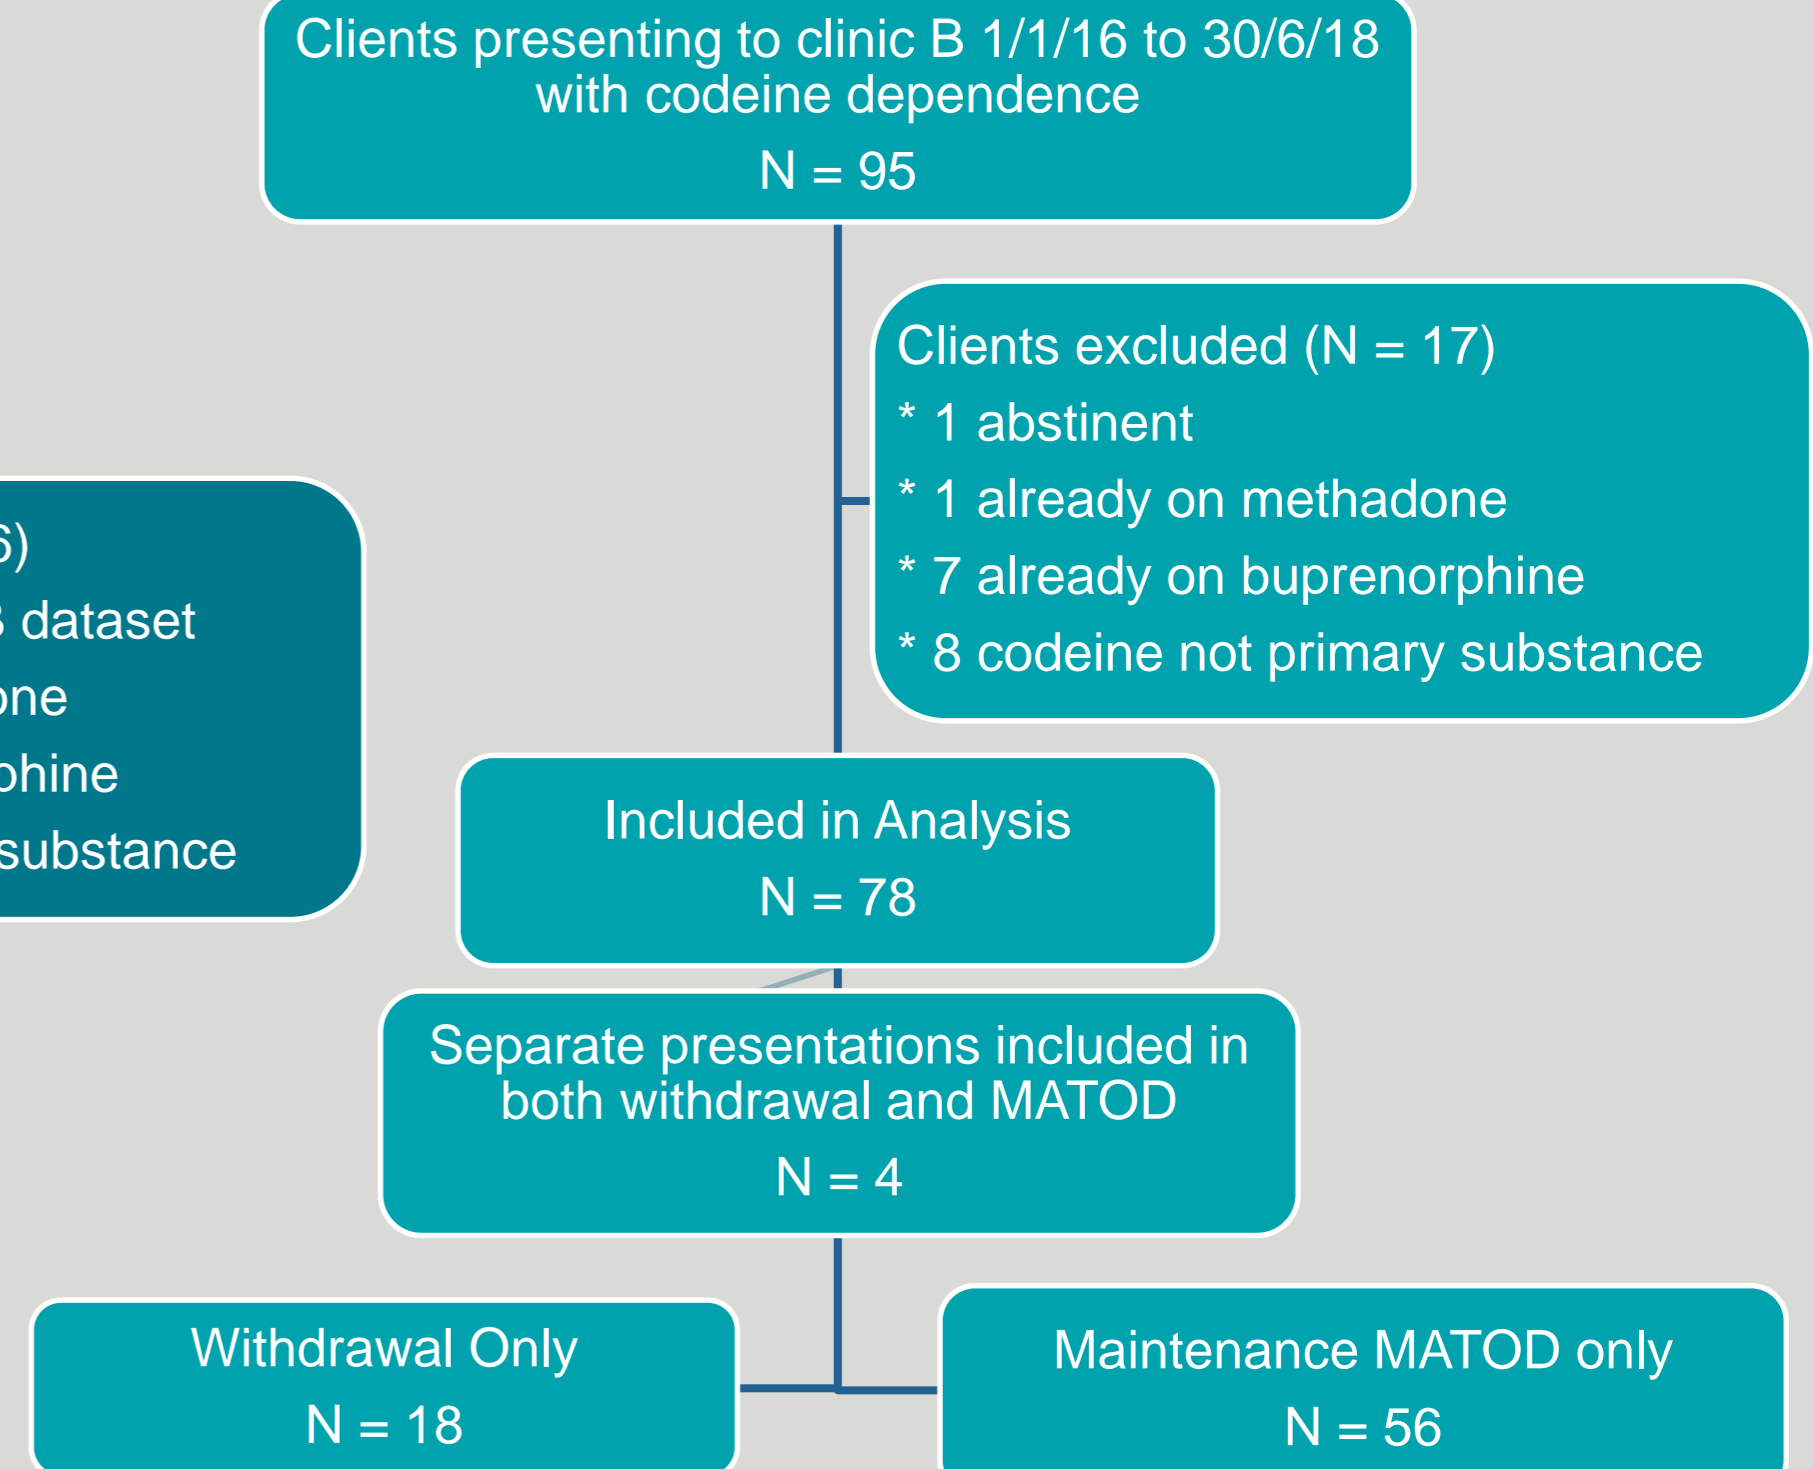 Clients presenting to clinic B 1/1/16 to 30/6/18
with codeine dependence
N = 95
Clients excluded (N = 17)
* 1 abstinent
* 1 already on methadone
* 7 already on buprenorphine
* 8 codeine not primary substance
6)
dataset
substance
Included in Analysis
N = 78
Separate presentations included in
both withdrawal and MATOD
N = 4
Withdrawal Only
N = 18
Maintenance MATOD only
N = 56